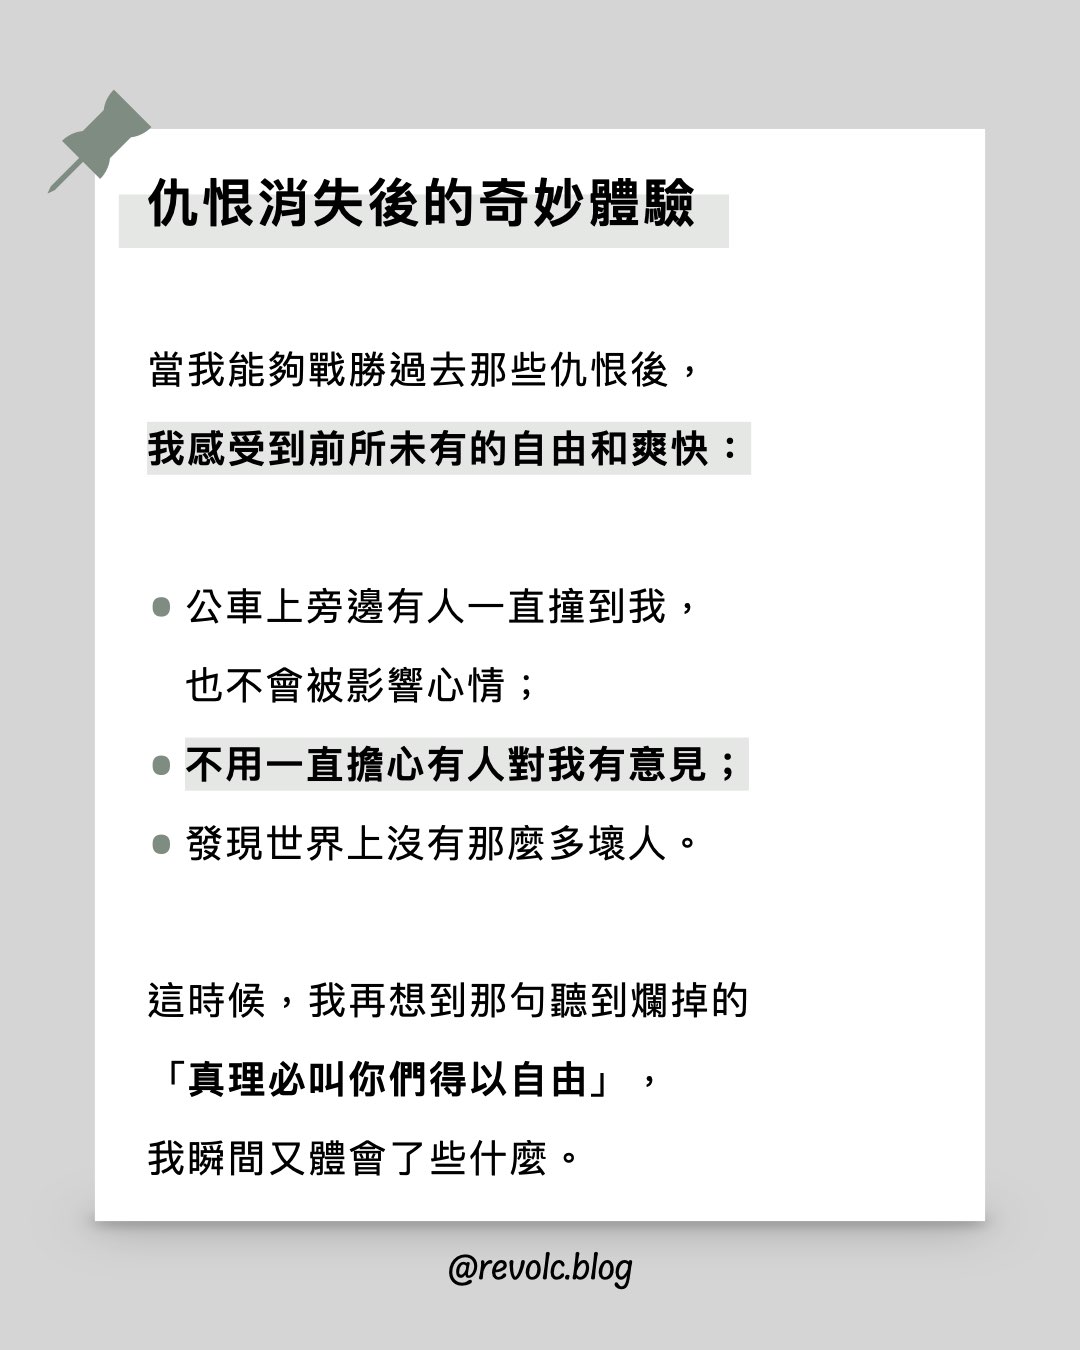 仇恨消失後的奇妙體驗
當我能夠戰勝過去那些仇恨後，
我感受到前所未有的自由和爽快：
公車上旁邊有人一直撞到我，
也不會被影響心情；
不用一直擔心有人對我有意見；
發現世界上沒有那麼多壞人。
這時候，我再想到那句聽到爛掉的
「真理必叫你們得以自由」，
我瞬間又體會了些什麼。
@revolc.blog